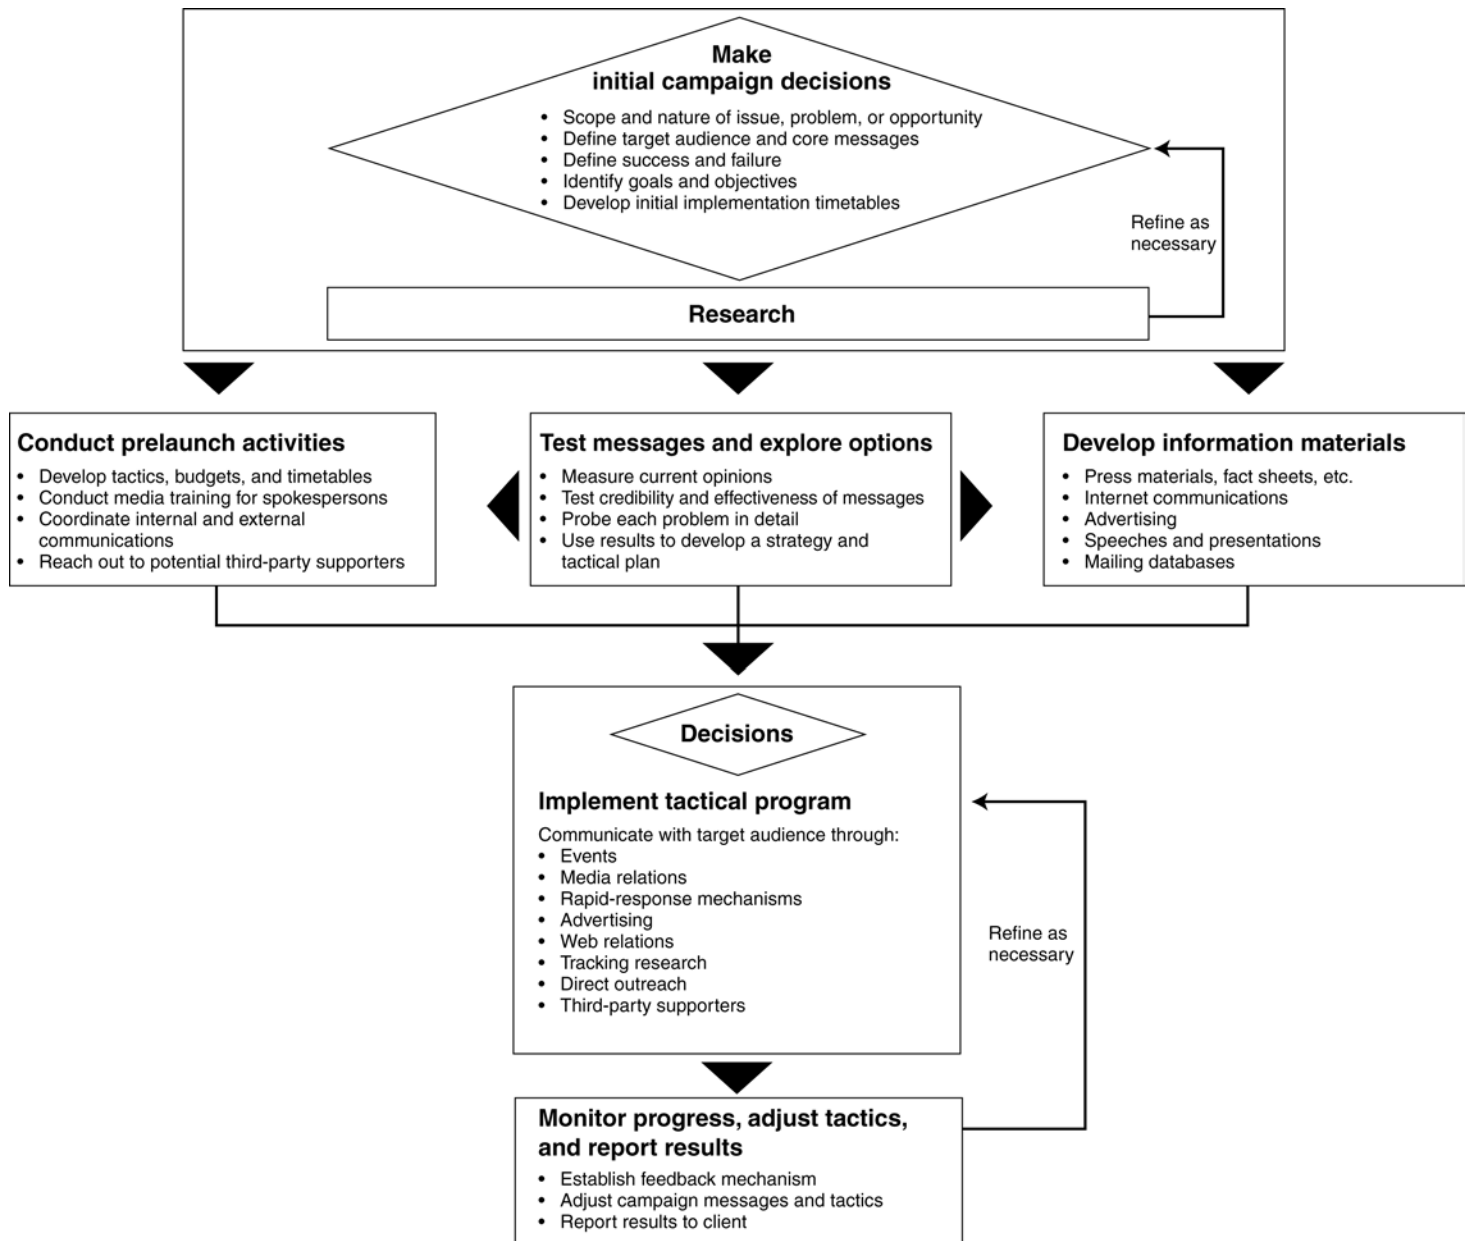 Make
initial campaign decisions
• Scope and nature of issue, problem, or opportunity
• Define target audience and core messages
• Define success and failure
• Identify goals and objectives
• Develop initial implementation timetables
Refine as
necessary
Research
Conduct prelaunch activities
• Develop tactics, budgets, and timetables
• Conduct media training for spokespersons
• Coordinate internal and external
communications
• Reach out to potential third-party supporters
Test messages and explore options
• Measure current opinions
• Test credibility and effectiveness of messages
• Probe each problem in detail
• Use results to develop a strategy and
tactical plan
Develop information materials
• Press materials, fact sheets, etc.
• Internet communications
• Advertising
• Speeches and presentations
• Mailing databases
Decisions
Implement tactical program
Communicate with target audience through:
• Events
• Media relations
• Rapid-response mechanisms
• Advertising
• Web relations
• Tracking research
• Direct outreach
• Third-party supporters
Refine as
necessary
Monitor progress, adjust tactics,
and report results
• Establish feedback mechanism
• Adjust campaign messages and tactics
• Report results to client